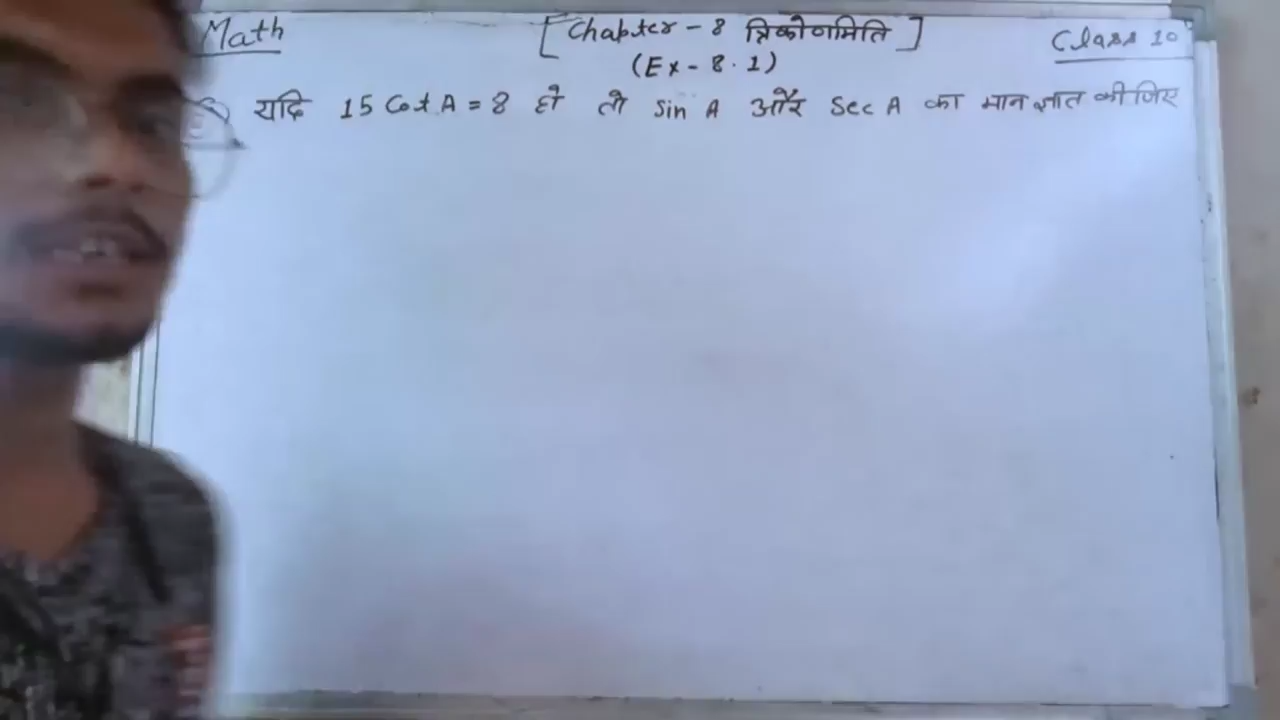 Math [Chapter - 8 त्रिकोणमिति] Class 10
(Ex - 8.1)
यदि 15 Cot A = 8 हो तो Sin A और Sec A का मान ज्ञात कीजिए